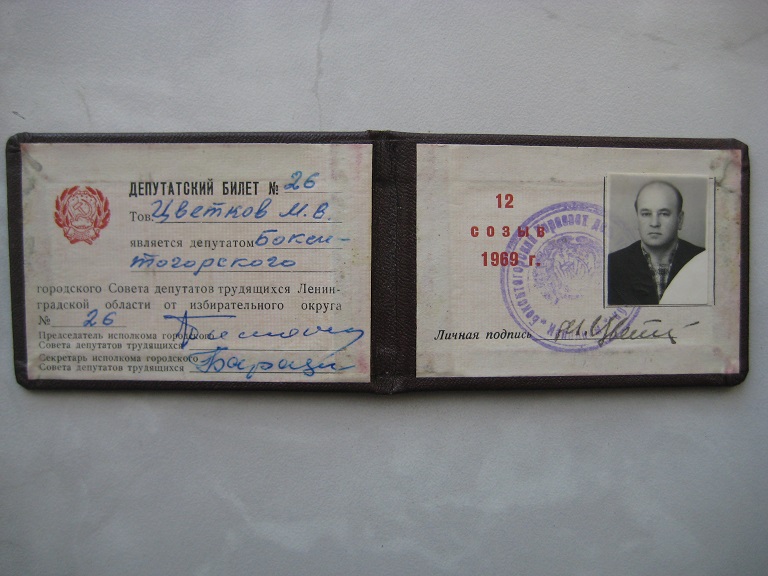 ДЕПУТАТСКИЙ БИЛЕТ № 26
Тов. Цветков М.В.
является депутатом Бокси-
тогорского
городского Совета депутатов трудящихся Ленин-
градской области от избирательного округа
№ 26
Председатель исполкома городского
Совета депутатов трудящихся
Секретарь исполкома городского
Совета депутатов трудящихся
12
СОЗЫВ
1969 г.
Личная подпись